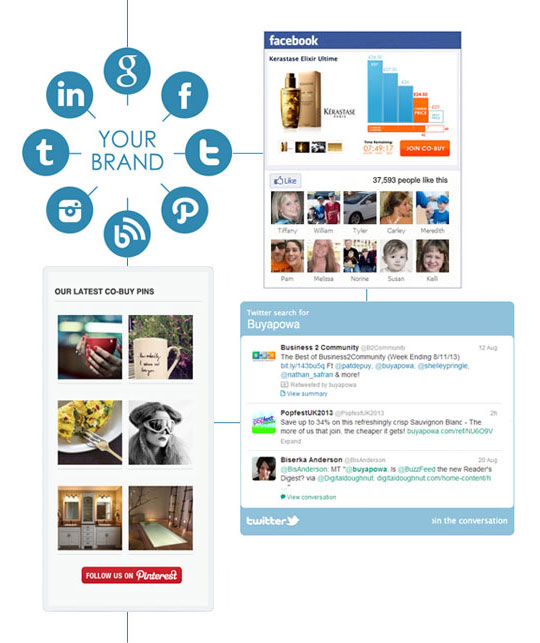 g
in
f
t
YOUR
BRAND
facebook
Kerastase Elixir Ultime
KÉRASTASE
PARIS
Time Remaining:
07:49:17
JOIN CO-BUY
Like
37,593 people like this
Tiffany William Tyler Carley Meredith
Pam Melissa Norine Susan Kelli
OUR LATEST CO-BUY PINS
FOLLOW US ON Pinterest
Twitter search for
Buyapowa
Business 2 Community @B2Community 12 Aug
The Best of Business2Community (Week Ending 8/11/13)
bit.ly/143bu5q Ft @patdepuy, @buyapowa, @shelleypringle,
@nathan_safran & more!
Retweeted by buyapowa
View summary
PopfestUK2013 @PopfestUK2013 2h
Save up to 34% on this refreshingly crisp Sauvignon Blanc - The
more of us that join. the cheaper it gets! buyapowa.com/ref/NU6O9V
Expand
Biserka Anderson @BisAnderson 20 Aug
@BisAnderson: MT "@buyapowa: Is @BuzzFeed the new Reader's
Digest? via @Digitaldoughnut: digitaldoughnut.com/home-content/h
View conversation
twitter
in the conversation